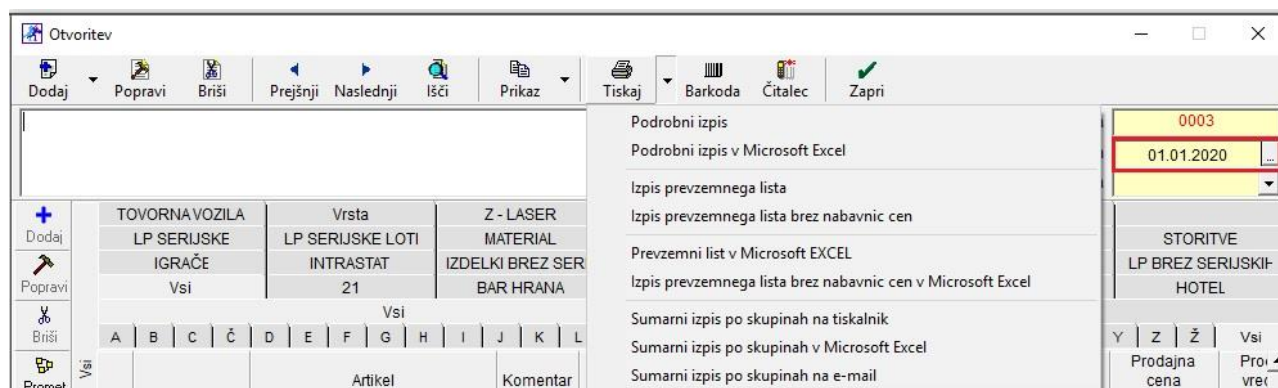 Otvoritev
Dodaj Popravi Briši Prejšnji Naslednji Išči Prikaz Tiskaj Barkoda Čitalec Zapri
Podrobni izpis
Podrobni izpis v Microsoft Excel
Izpis prevzemnega lista
Izpis prevzemnega lista brez nabavnic cen
Prevzemni list v Microsoft EXCEL
Izpis prevzemnega lista brez nabavnic cen v Microsoft Excel
Sumarni izpis po skupinah na tiskalnik
Sumarni izpis po skupinah v Microsoft Excel
Sumarni izpis po skupinah na e-mail
0003
01.01.2020 ...
Dodaj
Popravi
Briši
Promet
Vsi
TOVORNA VOZILA Vrsta Z - LASER
LP SERIJSKE LP SERIJSKE LOTI MATERIAL STORITVE
IGRAČE INTRASTAT IZDELKI BREZ SER LP BREZ SERIJSKIH
Vsi 21 BAR HRANA HOTEL
Vsi
A B C Č D E F G H I J K L Y Z Ž Vsi
Artikel Komentar Prodajna cena